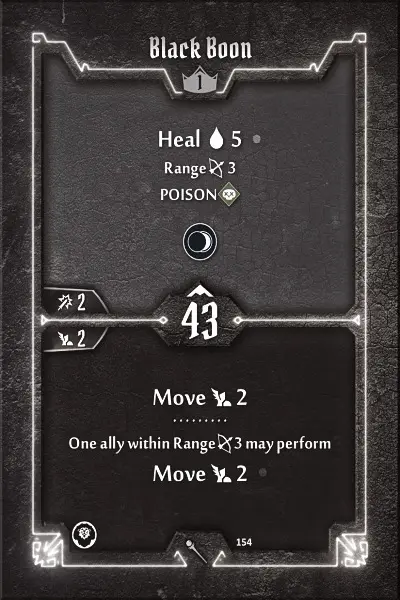 Black Boon
1
Heal 5
Range 3
POISON
2
43
2
Move 2
One ally within Range 3 may perform
Move 2
154